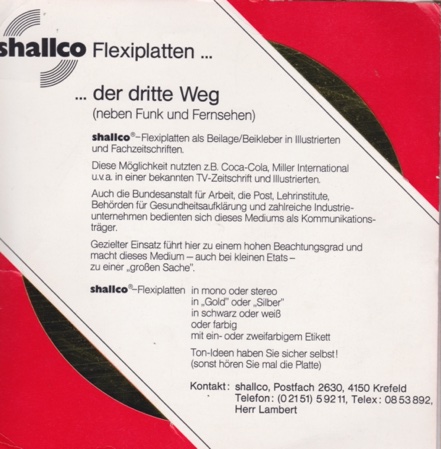 shallco Flexiplatten ...
... der dritte Weg
(neben Funk und Fernsehen)
shallco®–Flexiplatten als Beilage/Beikleber in Illustrierten
und Fachzeitschriften.
Diese Möglichkeit nutzten z.B. Coca-Cola, Miller International
u.v.a. in einer bekannten TV-Zeitschrift und Illustrierten.
Auch die Bundesanstalt für Arbeit, die Post, Lehrinstitute,
Behörden für Gesundheitsaufklärung und zahlreiche Industrie-
unternehmen bedienten sich dieses Mediums als Kommunikations-
träger.
Gezielter Einsatz führt hier zu einem hohen Beachtungsgrad und
macht dieses Medium – auch bei kleinen Etats –
zu einer „großen Sache”.
shallco®–Flexiplatten in mono oder stereo
in „Gold” oder „Silber”
in schwarz oder weiß
oder farbig
mit ein- oder zweifarbigem Etikett
Ton-Ideen haben Sie sicher selbst!
(sonst hören Sie mal die Platte)
Kontakt: shallco, Postfach 2630, 4150 Krefeld
Telefon: (0 21 51) 5 92 11, Telex: 08 53 892,
Herr Lambert